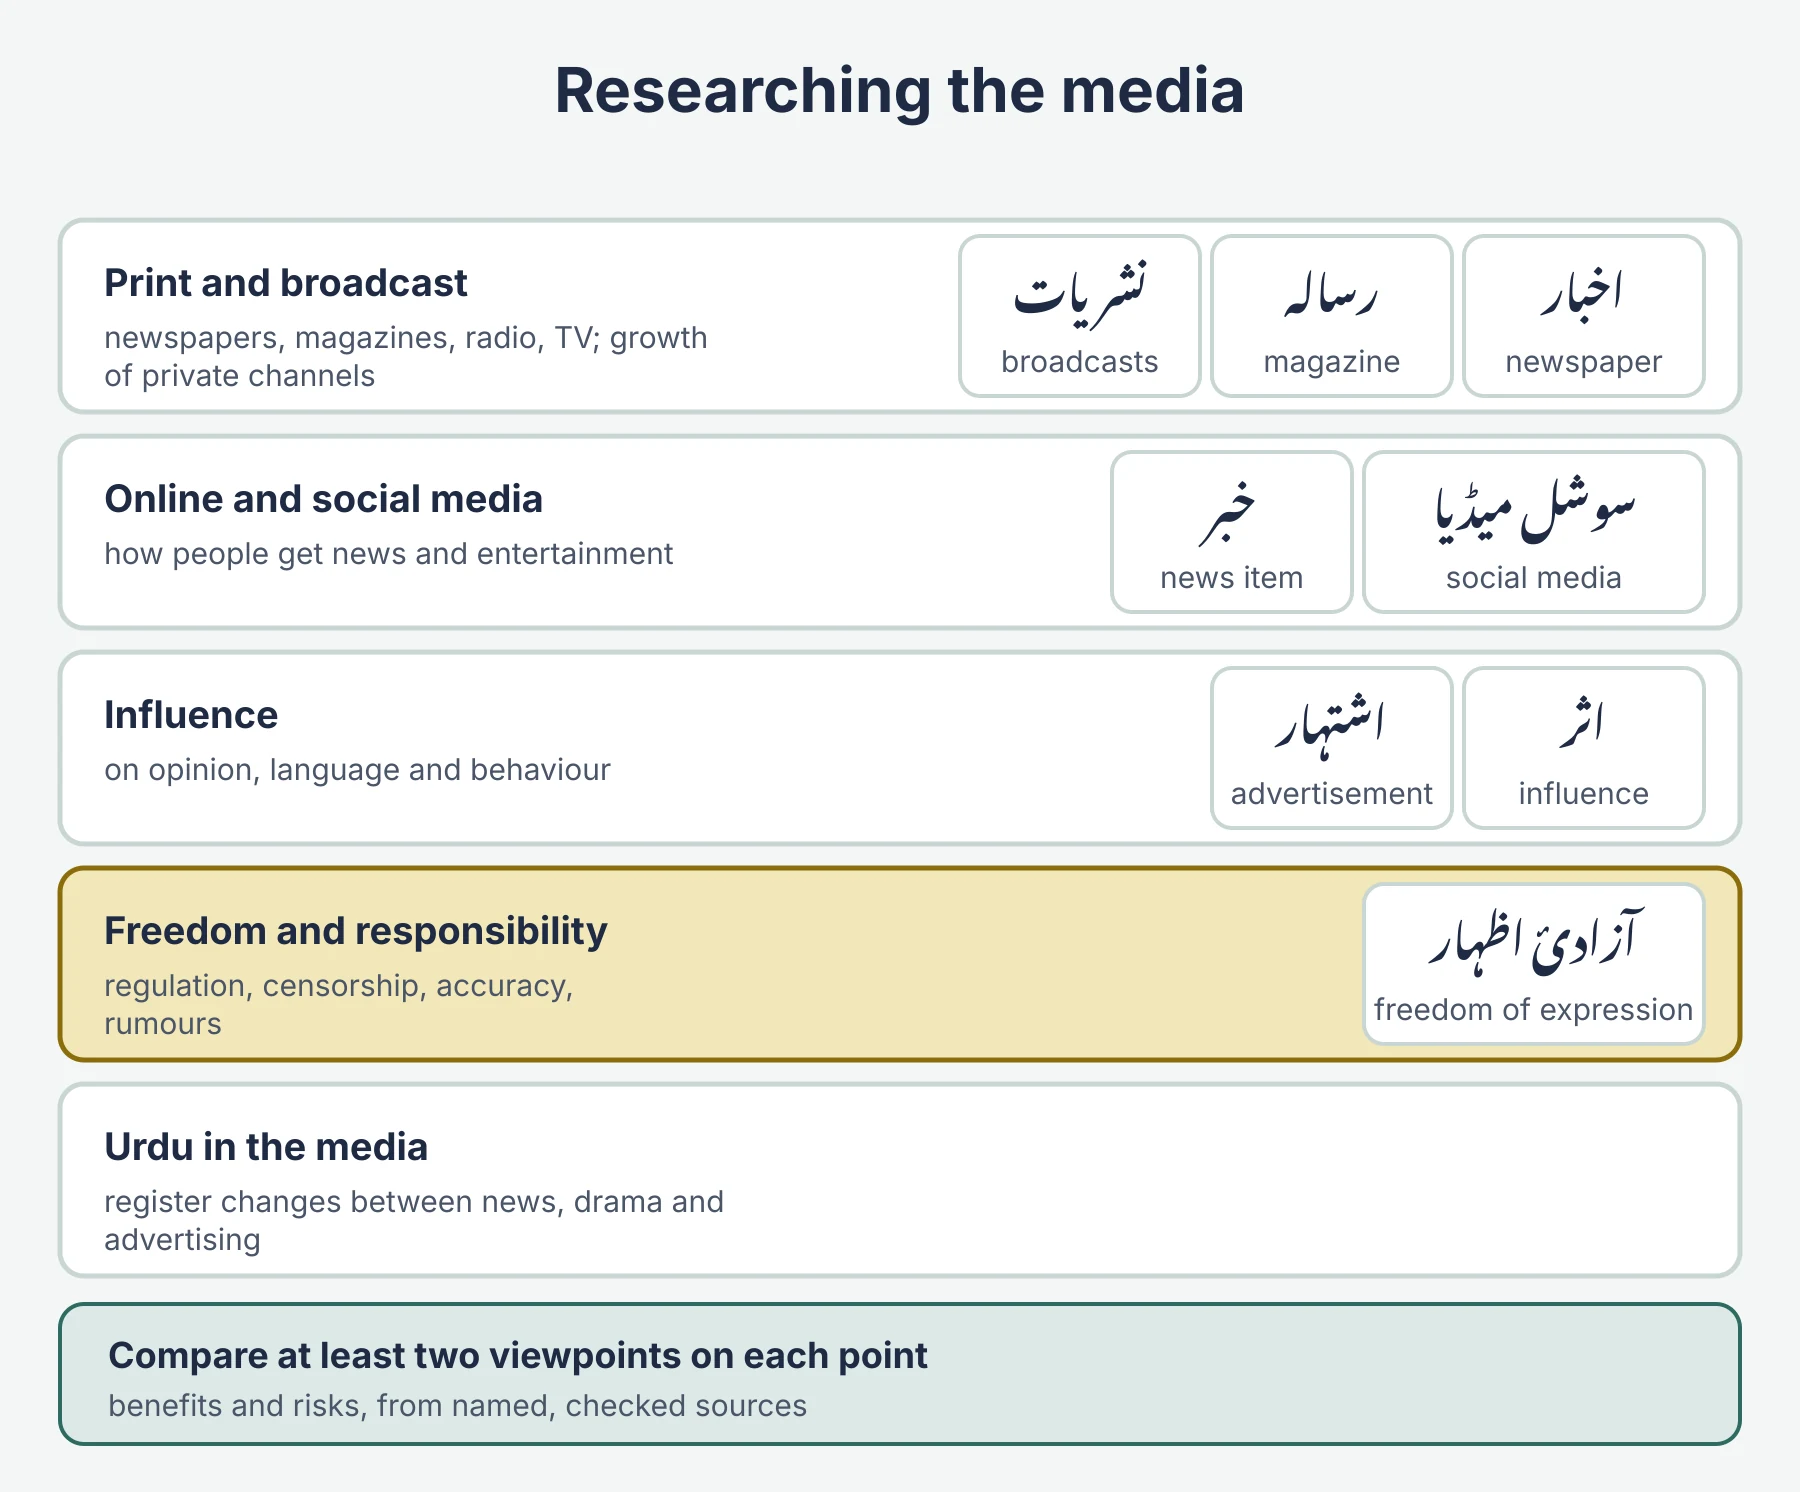 Researching the media
Print and broadcast
newspapers, magazines, radio, TV; growth
of private channels
اخبار
newspaper
رسالہ
magazine
نشریات
broadcasts
Online and social media
how people get news and entertainment
سوشل میڈیا
social media
خبر
news item
Influence
on opinion, language and behaviour
اثر
influence
اشتہار
advertisement
Freedom and responsibility
regulation, censorship, accuracy,
rumours
آزادیٔ اظہار
freedom of expression
Urdu in the media
register changes between news, drama and
advertising
Compare at least two viewpoints on each point
benefits and risks, from named, checked sources